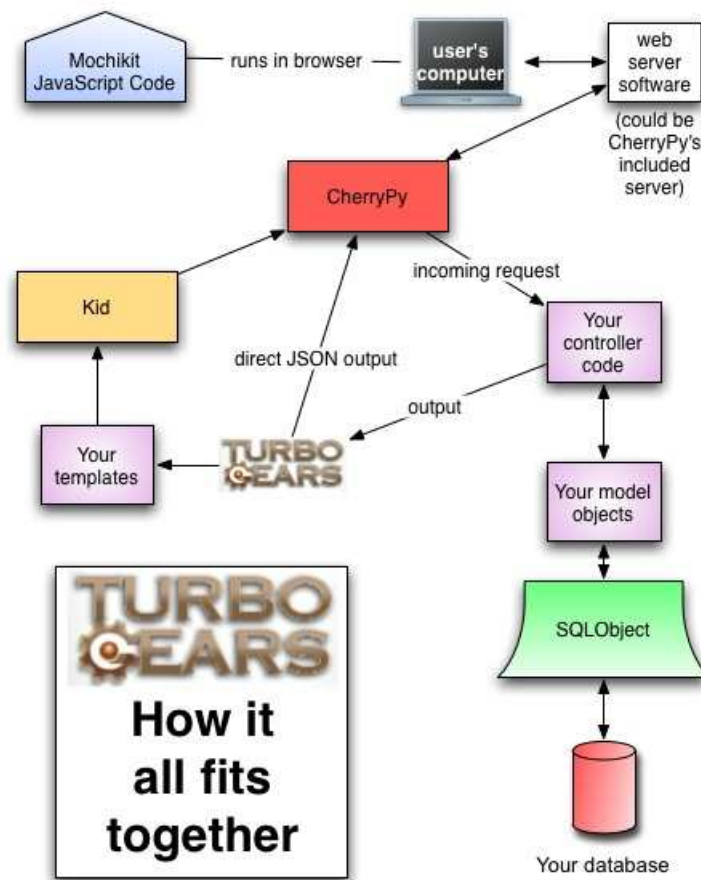 Mochikit
JavaScript Code
runs in browser
user's
computer
web
server
software
(could be
CherryPy's
included
server)
CherryPy
incoming request
Kid
Your
controller
code
direct JSON output
output
Your
templates
TURBO
GEARS
Your model
objects
TURBO
GEARS
How it
all fits
together
SQLObject
Your database